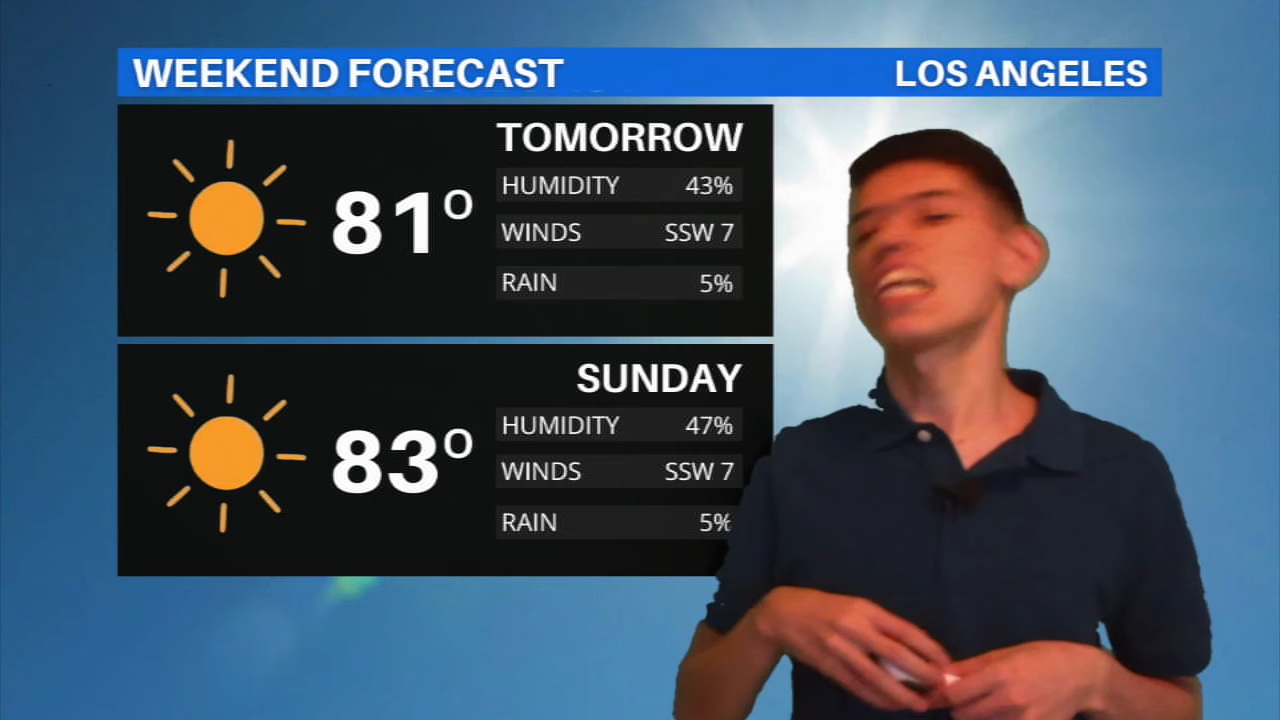 WEEKEND FORECAST LOS ANGELES
TOMORROW
81°
HUMIDITY 43%
WINDS SSW 7
RAIN 5%
SUNDAY
83°
HUMIDITY 47%
WINDS SSW 7
RAIN 5%